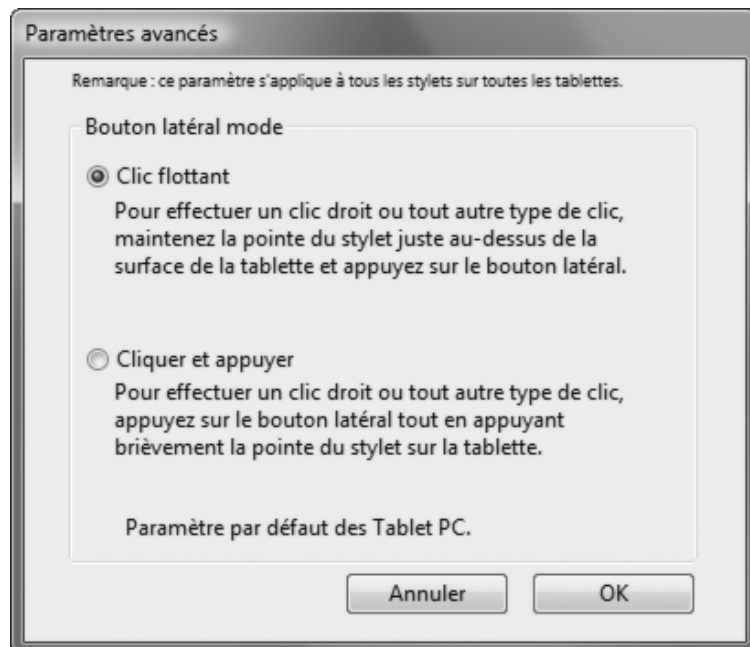 Paramètres avancés
Remarque : ce paramètre s'applique à tous les stylets sur toutes les tablettes.
Bouton latéral mode
Clic flottant
Pour effectuer un clic droit ou tout autre type de clic,
maintenez la pointe du stylet juste au-dessus de la
surface de la tablette et appuyez sur le bouton latéral.
Cliquer et appuyer
Pour effectuer un clic droit ou tout autre type de clic,
appuyez sur le bouton latéral tout en appuyant
brièvement la pointe du stylet sur la tablette.
Paramètre par défaut des Tablet PC.
Annuler OK